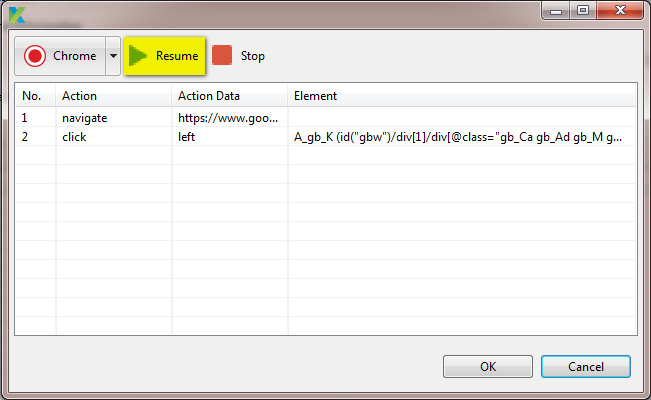 Chrome Resume Stop
No. Action Action Data Element
1 navigate https://www.goo...
2 click left A_gb_K (id("gbw")/div[1]/div[@class="gb_Ca gb_Ad gb_M g...
OK Cancel